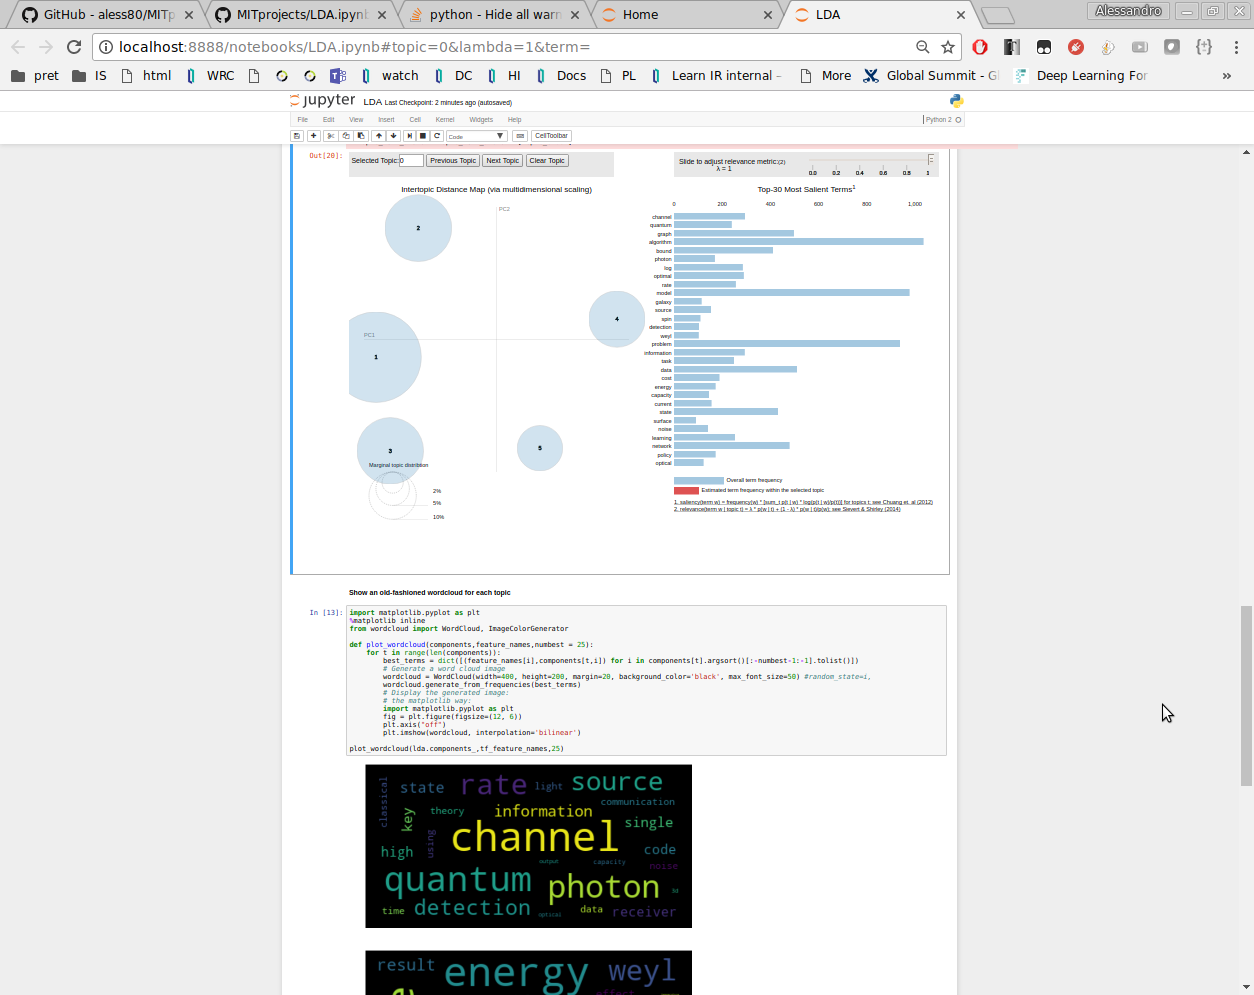 GitHub - aless80/MITp
MITprojects/LDA.ipynb
python - Hide all warn
Home
LDA
Alessandro
localhost:8888/notebooks/LDA.ipynb#topic=0&lambda=1&term=
pret
IS
html
WRC
watch
DC
HI
Docs
PL
Learn IR internal -
More
Global Summit - Gl
Deep Learning For
»
jupyter
LDA Last Checkpoint: 2 minutes ago (autosaved)
File Edit View Insert Cell Kernel Widgets Help
Python 2
Code
CellToolbar
Out[20]:
Selected Topic: 0
Previous Topic
Next Topic
Clear Topic
Slide to adjust relevance metric:(2)
λ = 1
0.0 0.2 0.4 0.6 0.8 1
Intertopic Distance Map (via multidimensional scaling)
PC2
PC1
2
4
1
3
5
Marginal topic distribtion
2%
5%
10%
Top-30 Most Salient Terms1
0 200 400 600 800 1,000
channel
quantum
graph
algorithm
bound
photon
log
optimal
rate
model
galaxy
source
spin
detection
weyl
problem
information
task
data
cost
energy
capacity
current
state
surface
noise
learning
network
policy
optical
Overall term frequency
Estimated term frequency within the selected topic
1. saliency(term w) = frequency(w) * [sum_t p(t | w) * log(p(t | w)/p(t))] for topics t; see Chuang et. al (2012)
2. relevance(term w | topic t) = λ * p(w | t) + (1 - λ) * p(w | t)/p(w); see Sievert & Shirley (2014)
Show an old-fashioned wordcloud for each topic
In [13]:
import matplotlib.pyplot as plt
%matplotlib inline
from wordcloud import WordCloud, ImageColorGenerator
def plot_wordcloud(components,feature_names,numbest = 25):
for t in range(len(components)):
best_terms = dict([(feature_names[i],components[t,i]) for i in components[t].argsort()[:-numbest-1:-1].tolist()])
# Generate a word cloud image
wordcloud = WordCloud(width=400, height=200, margin=20, background_color='black', max_font_size=50) #random_state=i,
wordcloud.generate_from_frequencies(best_terms)
# Display the generated image:
# the matplotlib way:
import matplotlib.pyplot as plt
fig = plt.figure(figsize=(12, 6))
plt.axis("off")
plt.imshow(wordcloud, interpolation='bilinear')
plot_wordcloud(lda.components_,tf_feature_names,25)
classical
state
rate
light
source
communication
key
theory
information
single
channel
using
high
code
output
capacity
noise
quantum
photon
3d
time
detection
optical
data
receiver
result
energy
weyl
effect